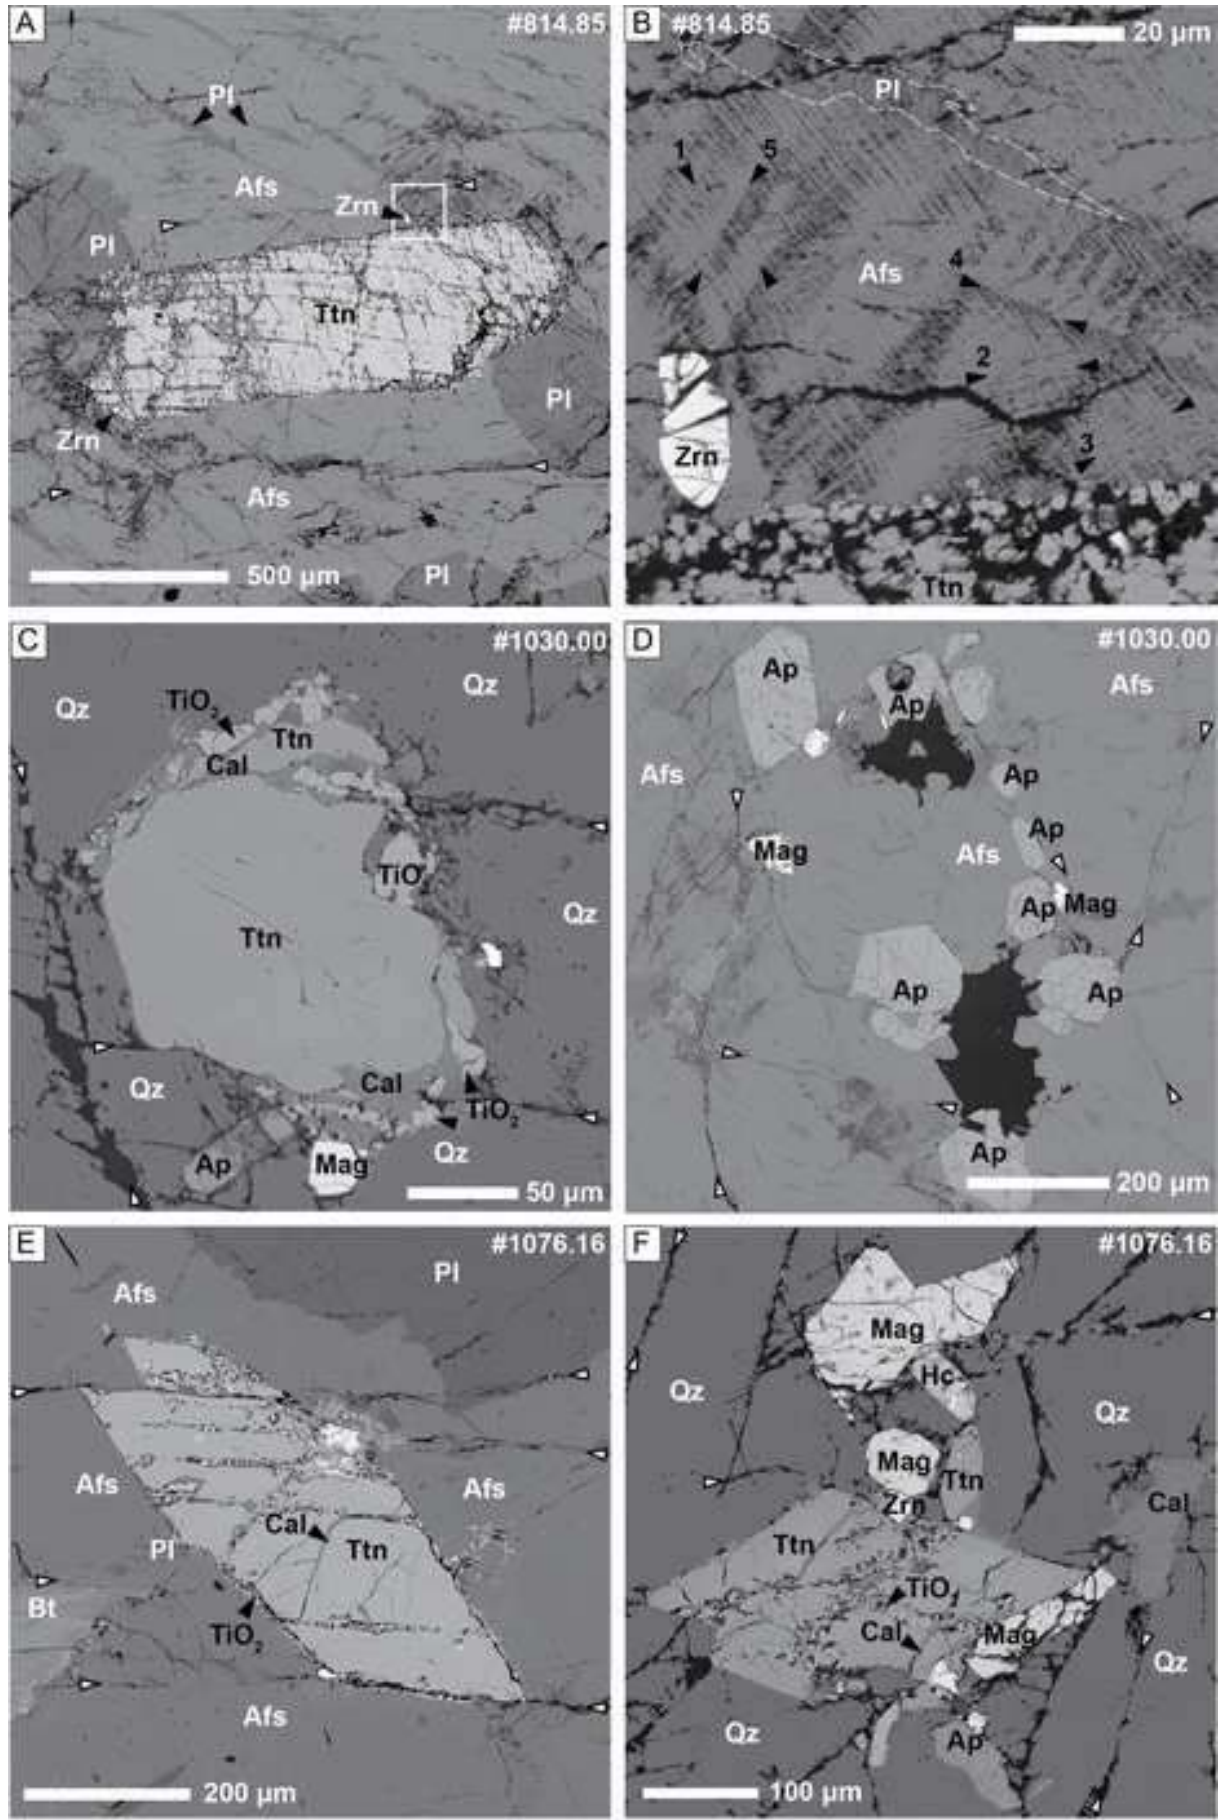 A #814.85
Pl
Afs
Zrn
Pl
Ttn
Pl
Zrn
Afs
500 µm Pl
B #814.85 20 µm
Pl
1 5
Afs
4
2
3
Zrn
Ttn
C #1030.00
Qz Qz
TiO2
Ttn
Cal
TiO
Qz
Ttn
Cal
Qz
TiO2
Qz
Ap Mag
50 µm
D #1030.00
Ap
Ap Afs
Afs Ap
Ap
Mag Afs
Ap Mag
Ap Ap
Ap
200 µm
E #1076.16
Pl
Afs
Afs Afs
Cal Ttn
Pl
Bt
TiO2
Afs
200 µm
F #1076.16
Mag
Hc
Qz Qz
Mag Ttn
Zrn Cal
Ttn
TiO2
Cal Mag
Qz
Qz Ap
100 µm